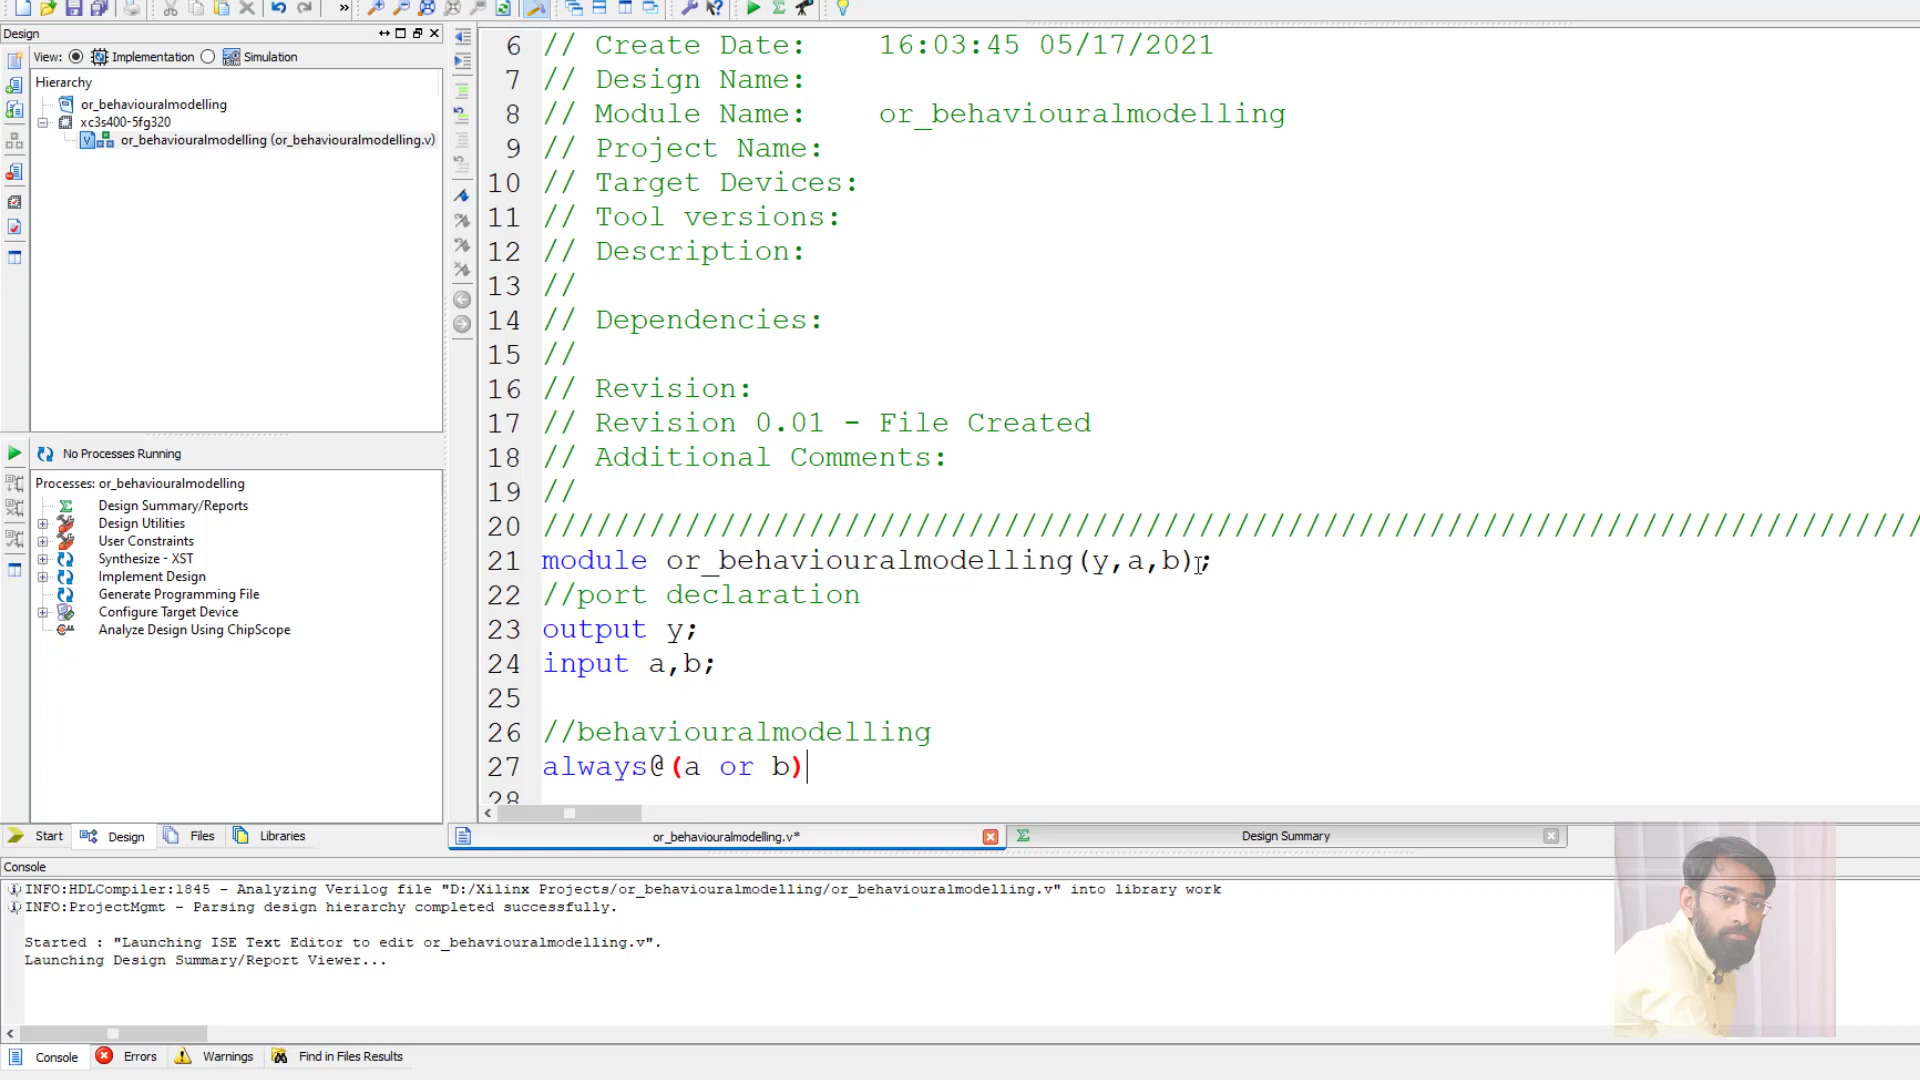 Design
View: Implementation Simulation
Hierarchy
or_behaviouralmodelling
xc3s400-5fg320
or_behaviouralmodelling (or_behaviouralmodelling.v)
No Processes Running
Processes: or_behaviouralmodelling
Design Summary/Reports
Design Utilities
User Constraints
Synthesize - XST
Implement Design
Generate Programming File
Configure Target Device
Analyze Design Using ChipScope
Start Design Files Libraries
»
6 // Create Date: 16:03:45 05/17/2021
7 // Design Name:
8 // Module Name: or_behaviouralmodelling
9 // Project Name:
10 // Target Devices:
11 // Tool versions:
12 // Description:
13 //
14 // Dependencies:
15 //
16 // Revision:
17 // Revision 0.01 - File Created
18 // Additional Comments:
19 //
20 //////////////////////////////////////////////////////////////////////////////
21 module or_behaviouralmodelling(y,a,b);
22 //port declaration
23 output y;
24 input a,b;
25
26 //behaviouralmodelling
27 always@(a or b)
28
or_behaviouralmodelling.v* Design Summary
Console
INFO:HDLCompiler:1845 - Analyzing Verilog file "D:/Xilinx Projects/or_behaviouralmodelling/or_behaviouralmodelling.v" into library work
INFO:ProjectMgmt - Parsing design hierarchy completed successfully.
Started : "Launching ISE Text Editor to edit or_behaviouralmodelling.v".
Launching Design Summary/Report Viewer...
Console Errors Warnings Find in Files Results